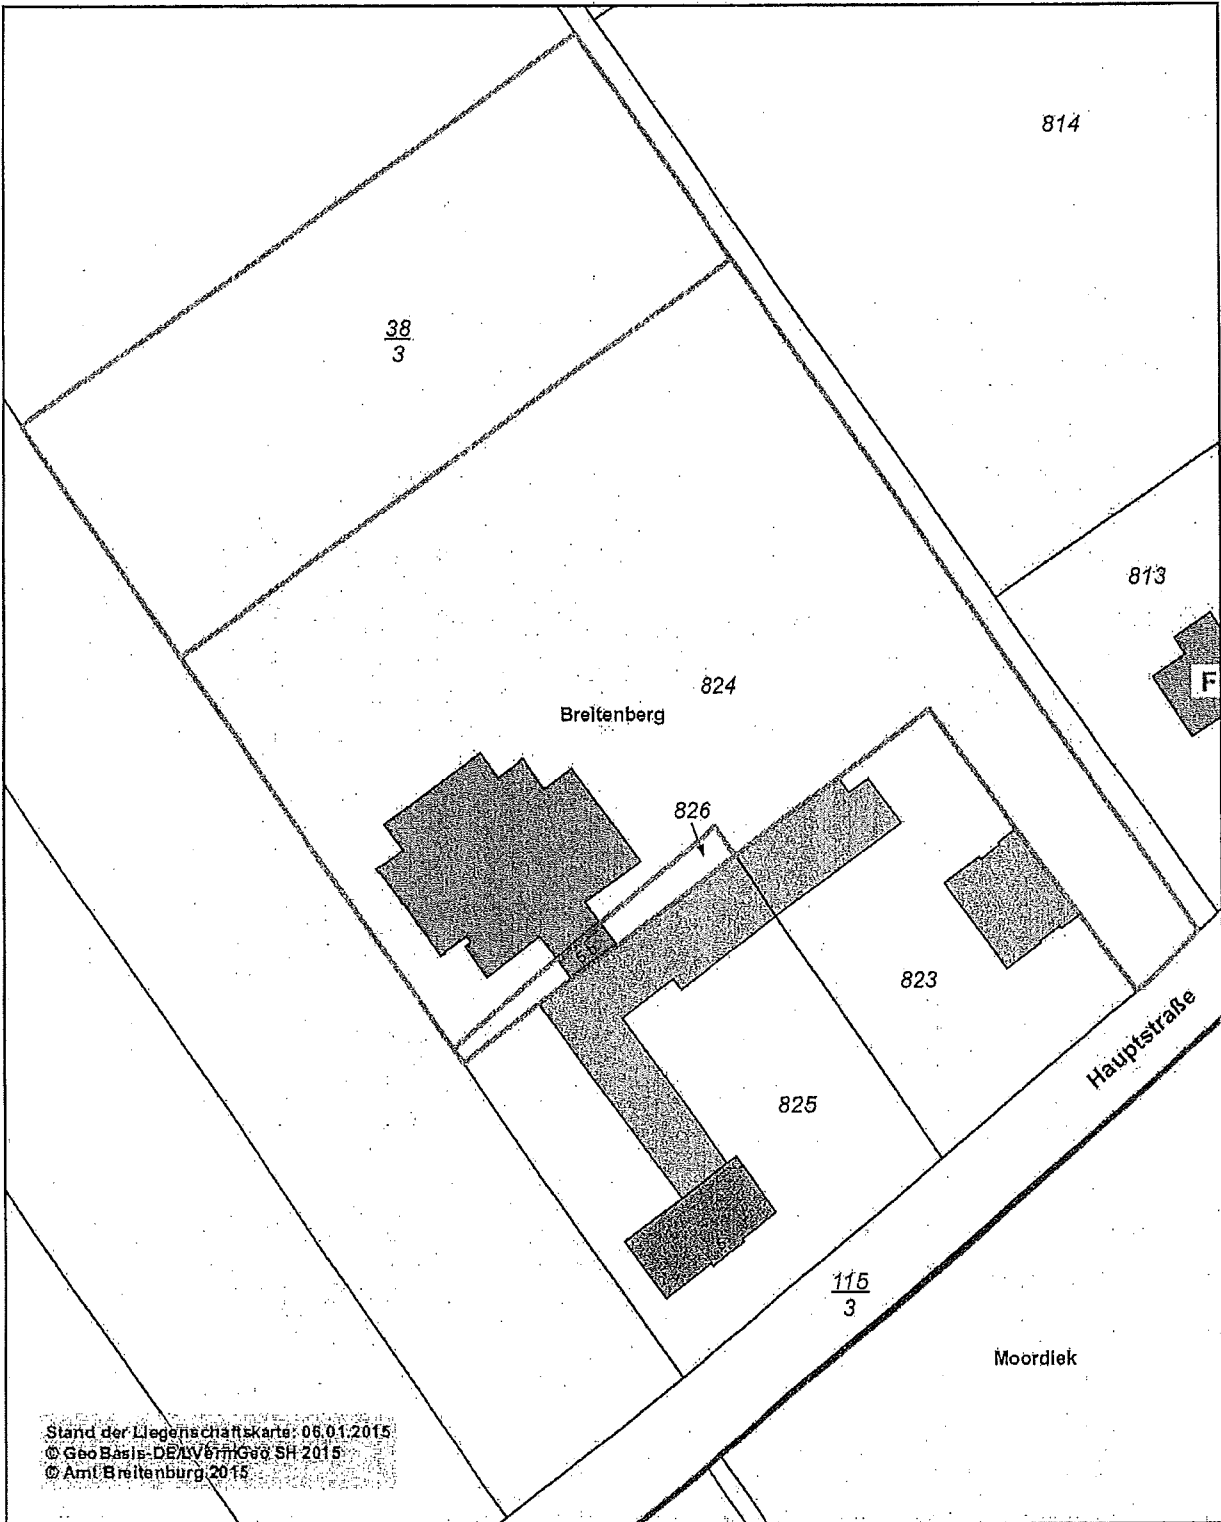 814
38
3
813
F
824
Breitenberg
826
823
Hauptstraße
825
115
3
Moordiek
Stand der Liegenschaftskarte: 06.01.2015
© GeoBasis-DE/LVermGeo SH 2015
© Amt Breitenburg 2015